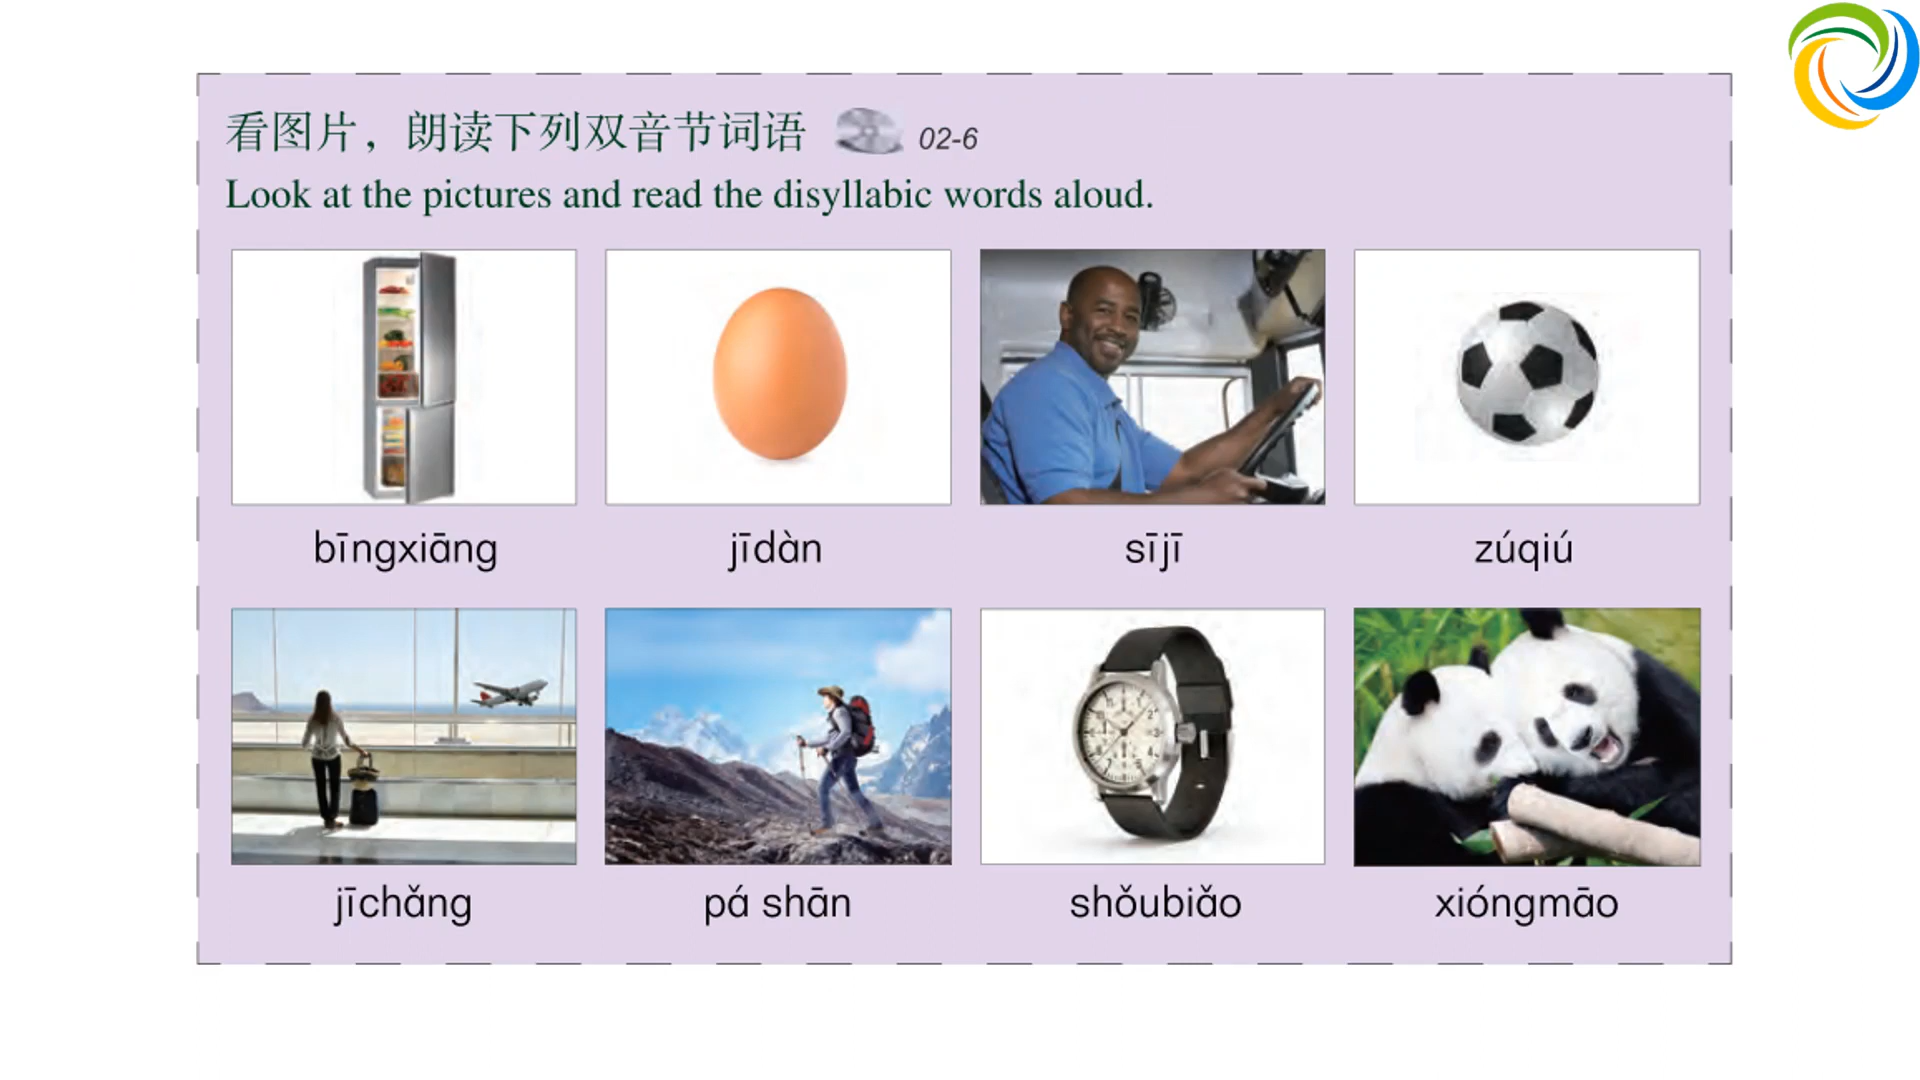 看图片，朗读下列双音节词语 02-6
Look at the pictures and read the disyllabic words aloud.
bīngxiāng jīdàn sījī zúqiú
jīchǎng pá shān shǒubiǎo xióngmāo